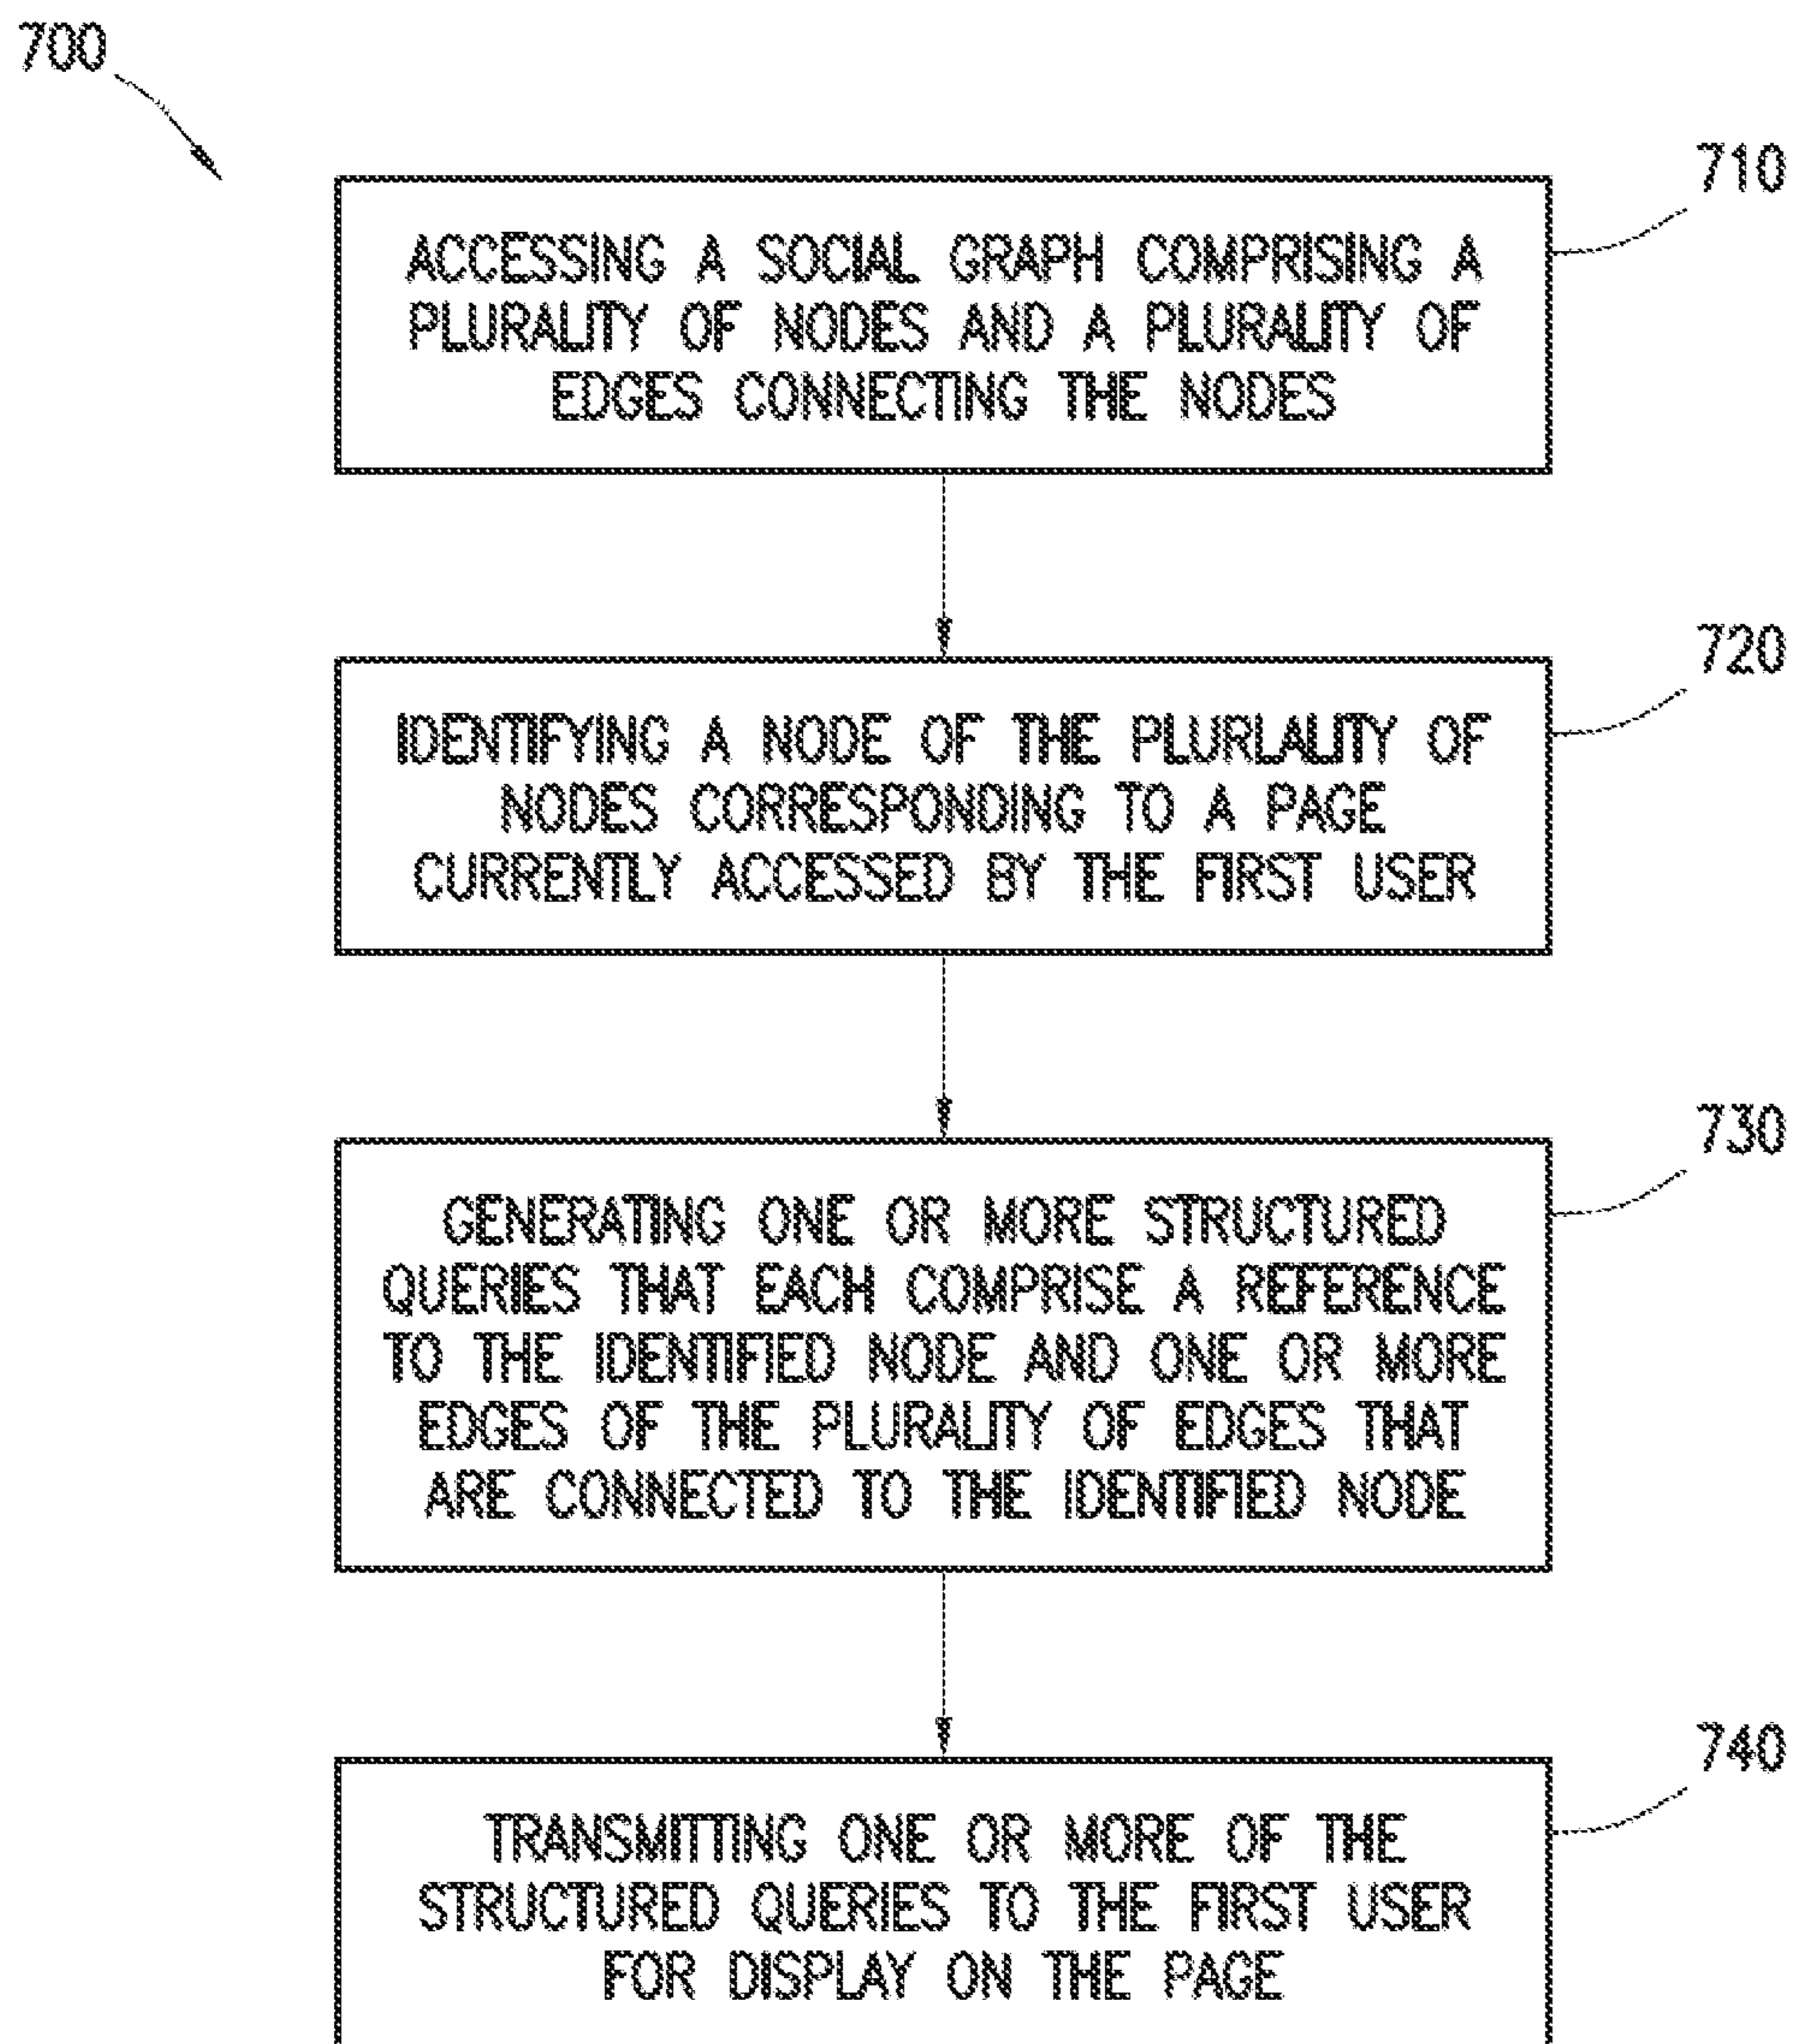 700
710
ACCESSING A SOCIAL GRAPH COMPRISING A
PLURALITY OF NODES AND A PLURALITY OF
EDGES CONNECTING THE NODES
720
IDENTIFYING A NODE OF THE PLURLALITY OF
NODES CORRESPONDING TO A PAGE
CURRENTLY ACCESSED BY THE FIRST USER
730
GENERATING ONE OR MORE STRUCTURED
QUERIES THAT EACH COMPRISE A REFERENCE
TO THE IDENTIFIED NODE AND ONE OR MORE
EDGES OF THE PLURALITY OF EDGES THAT
ARE CONNECTED TO THE IDENTIFIED NODE
740
TRANSMITTING ONE OR MORE OF THE
STRUCTURED QUERIES TO THE FIRST USER
FOR DISPLAY ON THE PAGE